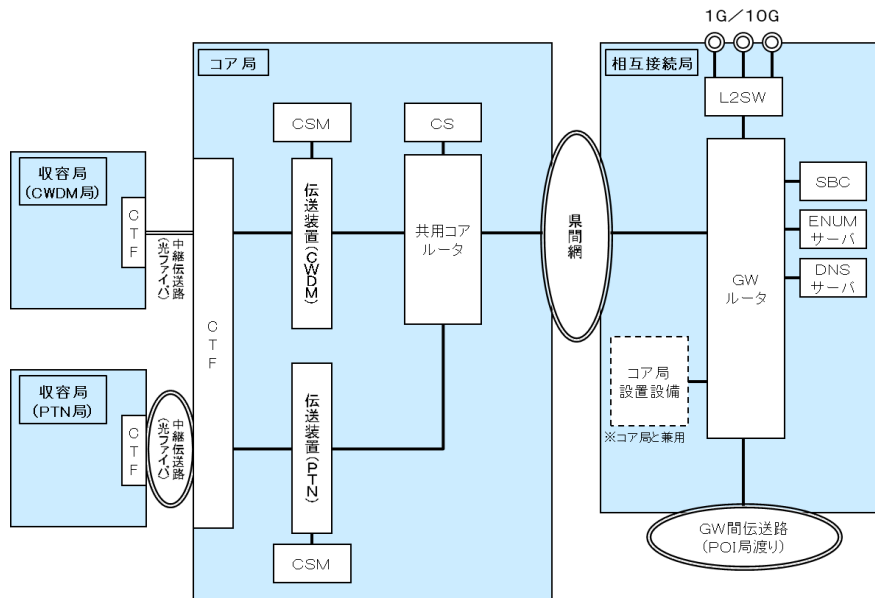 1G／10G
コア局
相互接続局
L2SW
CSM
CS
収容局
(CWDM局)
CTF
中継伝送路
(光ファイバ)
CTF
伝送装置(CWDM)
共用コア
ルータ
県間網
GW
ルータ
SBC
ENUM
サーバ
DNS
サーバ
コア局
設置設備
※コア局と兼用
収容局
(PTN局)
CTF
中継伝送路
(光ファイバ)
伝送装置(PTN)
CSM
GW間伝送路
(POI局渡り)